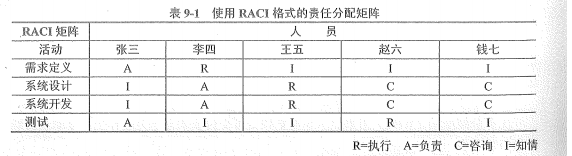 表 9-1 使用 RACI 格式的责任分配矩阵
RACI 矩阵 人 员
活动 张三 李四 王五 赵六 钱七
需求定义 A R I I I
系统设计 I A R C C
系统开发 I A R C C
测试 A I I R I
R=执行 A=负责 C=咨询 I=知情